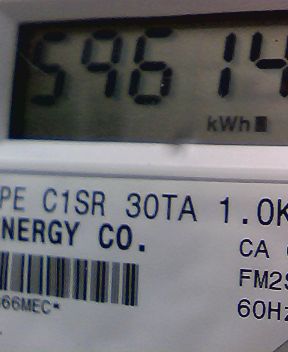 59614
kWh
PE C1SR 30TA 1.0K
NERGY CO.
CA
FM2S
66MEC*
60Hz